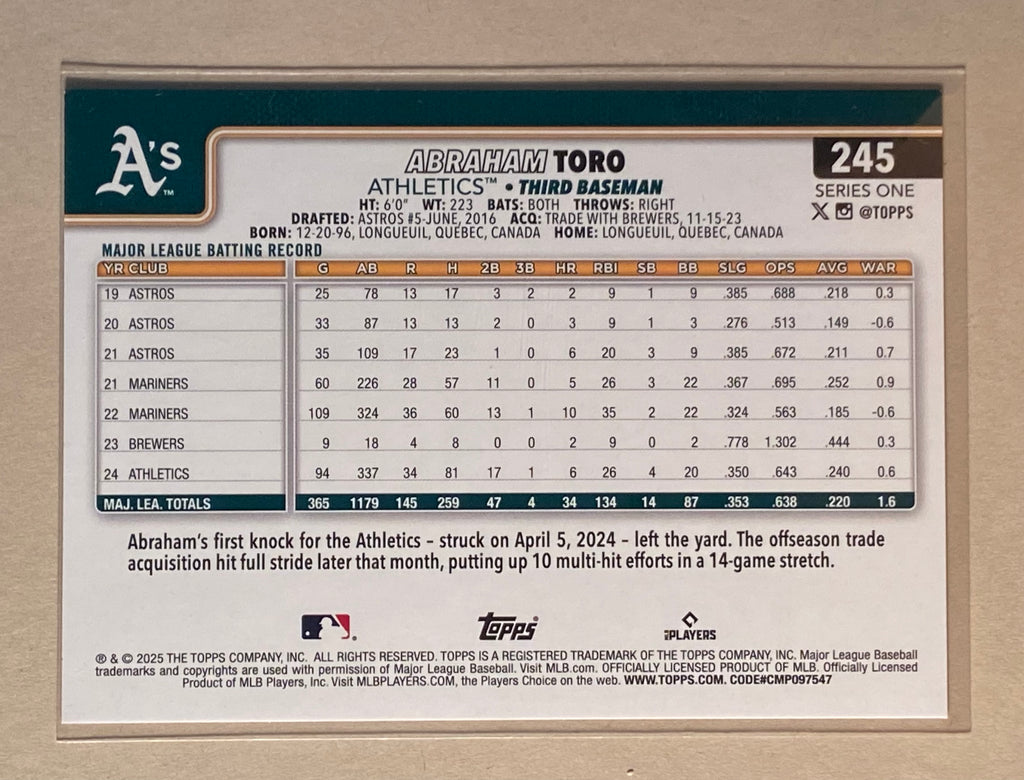 A's™
ABRAHAM TORO
245
ATHLETICS™ • THIRD BASEMAN
SERIES ONE
HT: 6'0" WT: 223 BATS: BOTH THROWS: RIGHT
@TOPPS
DRAFTED: ASTROS #5-JUNE, 2016 ACQ: TRADE WITH BREWERS, 11-15-23
BORN: 12-20-96, LONGUEUIL, QUEBEC, CANADA HOME: LONGUEUIL, QUEBEC, CANADA
MAJOR LEAGUE BATTING RECORD
YR CLUB G AB R H 2B 3B HR RBI SB BB SLG OPS AVG WAR
19 ASTROS 25 78 13 17 3 2 2 9 1 9 .385 .688 .218 0.3
20 ASTROS 33 87 13 13 2 0 3 9 1 3 .276 .513 .149 -0.6
21 ASTROS 35 109 17 23 1 0 6 20 3 9 .385 .672 .211 0.7
21 MARINERS 60 226 28 57 11 0 5 26 3 22 .367 .695 .252 0.9
22 MARINERS 109 324 36 60 13 1 10 35 2 22 .324 .563 .185 -0.6
23 BREWERS 9 18 4 8 0 0 2 9 0 2 .778 1.302 .444 0.3
24 ATHLETICS 94 337 34 81 17 1 6 26 4 20 .350 .643 .240 0.6
MAJ. LEA. TOTALS 365 1179 145 259 47 4 34 134 14 87 .353 .638 .220 1.6
Abraham's first knock for the Athletics – struck on April 5, 2024 – left the yard. The offseason trade
acquisition hit full stride later that month, putting up 10 multi-hit efforts in a 14-game stretch.
Topps
MLB PLAYERS
® & © 2025 THE TOPPS COMPANY, INC. ALL RIGHTS RESERVED. TOPPS IS A REGISTERED TRADEMARK OF THE TOPPS COMPANY, INC. Major League Baseball
trademarks and copyrights are used with permission of Major League Baseball. Visit MLB.com. OFFICIALLY LICENSED PRODUCT OF MLB. Officially Licensed
Product of MLB Players, Inc. Visit MLBPLAYERS.COM, the Players Choice on the web. WWW.TOPPS.COM. CODE#CMP097547